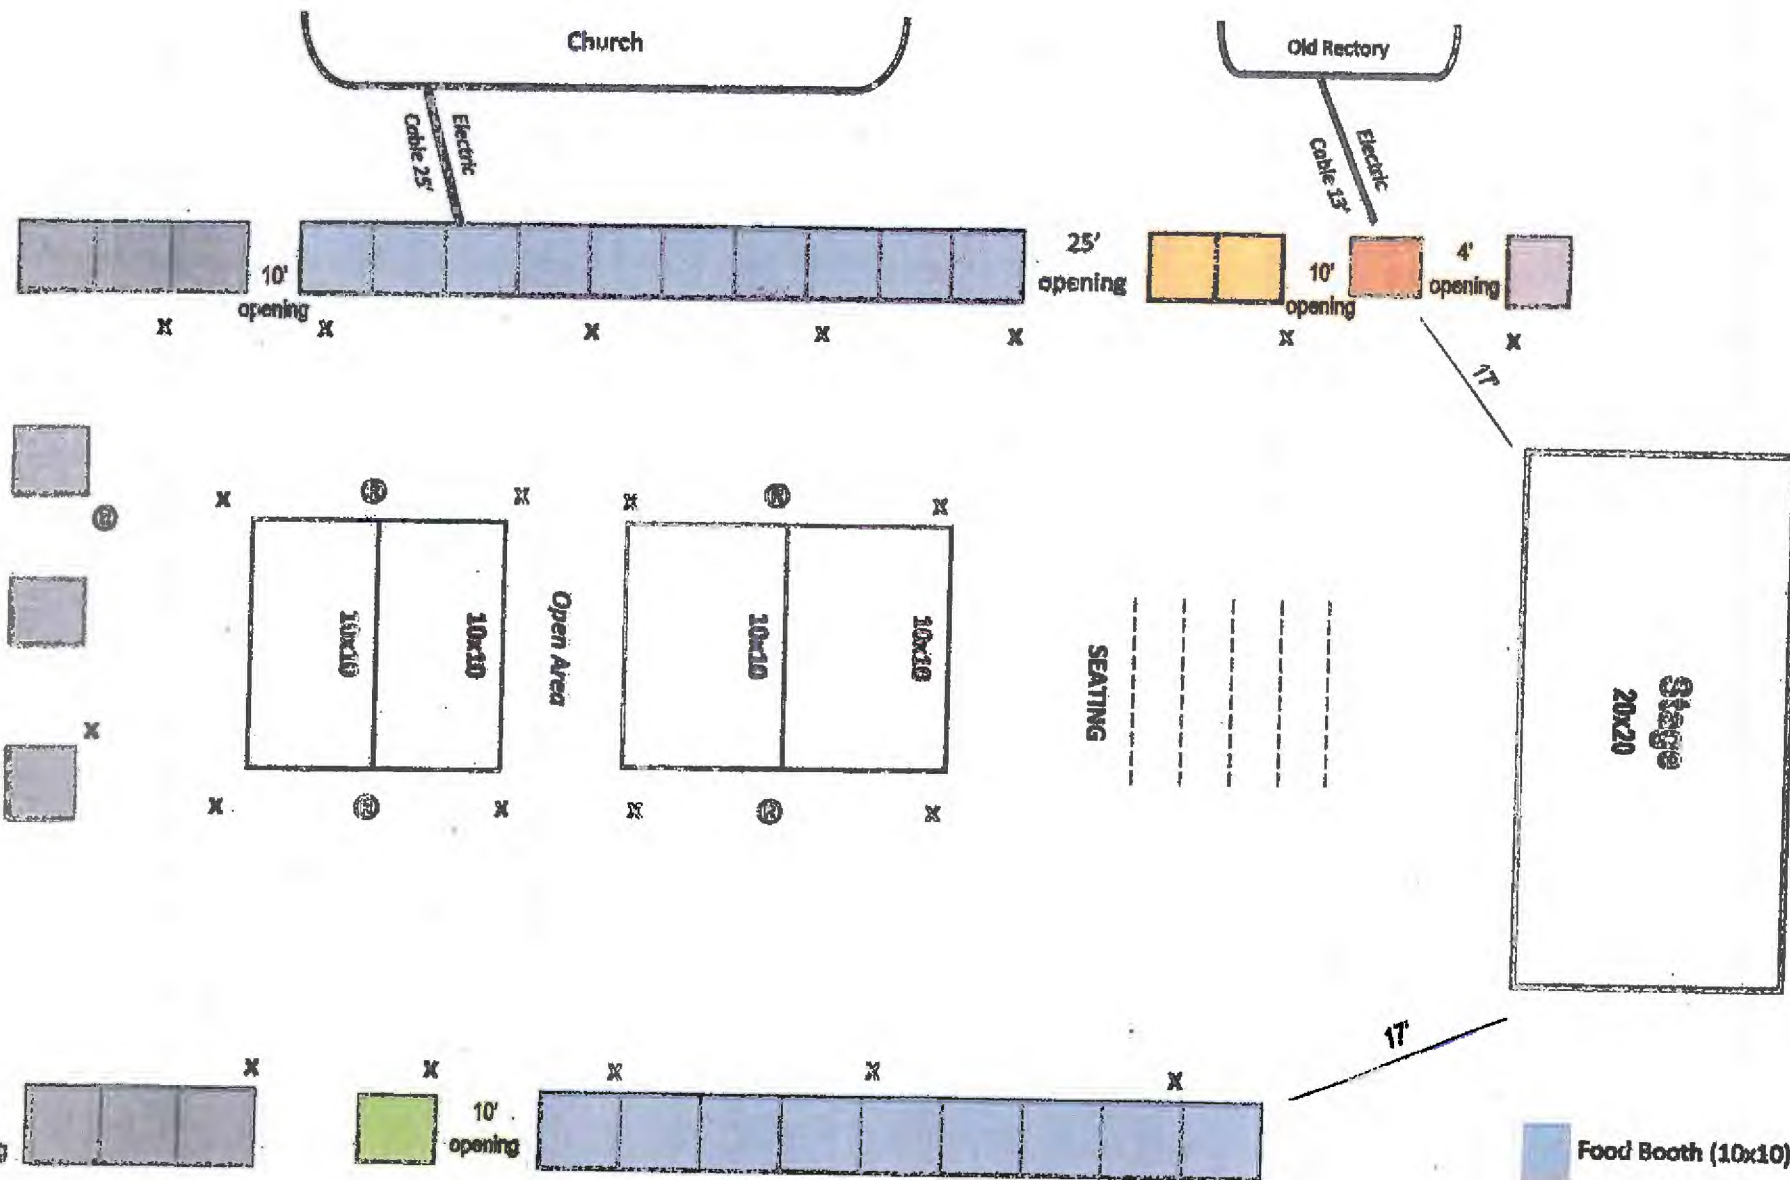 Church
Old Rectory
Electric
Cable 25'
Electric
Cable 13'
10'
opening
25'
opening
10'
opening
4'
opening
X
X
X
X
X
X
X
17'
X
®
X
X
®
X
®
10x10
10x10
Open Area
10x10
10x10
SEATING
Stage
20x20
X
X
®
X
X
®
X
17'
X
X
X
X
X
10'
opening
g
Food Booth (10x10)